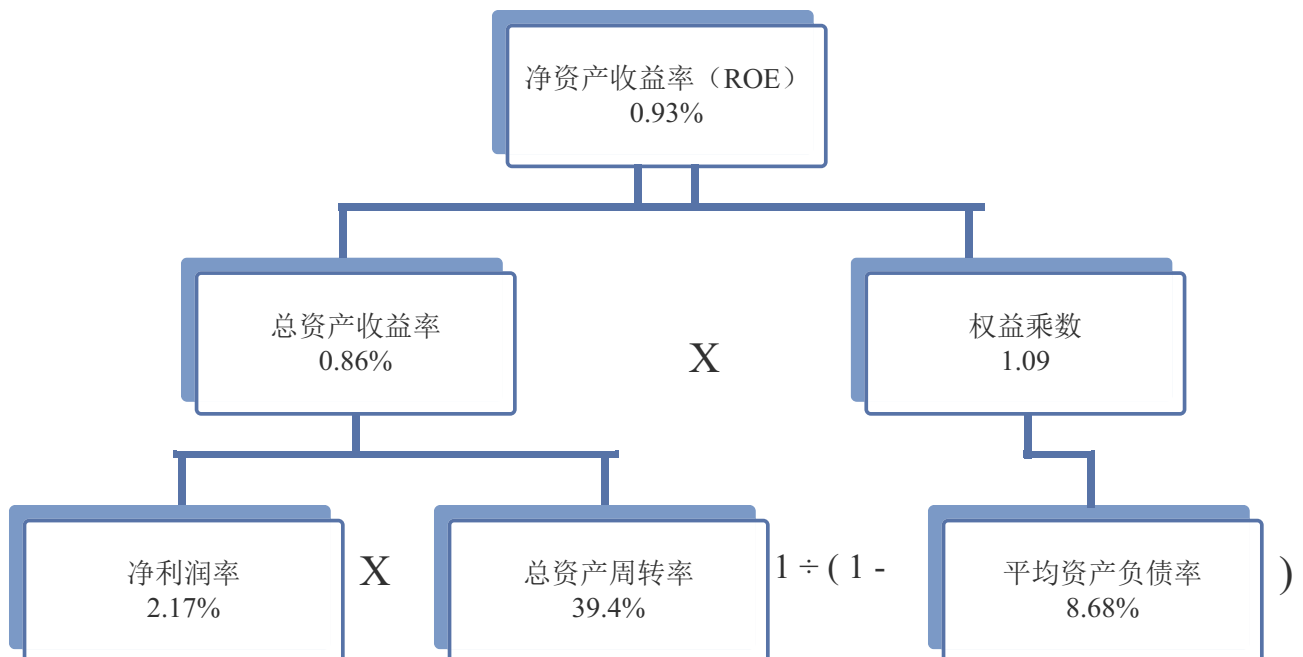 净资产收益率（ROE）
0.93%
总资产收益率
0.86%
X
权益乘数
1.09
净利润率
2.17%
X
总资产周转率
39.4%
1 ÷ ( 1 -
平均资产负债率
8.68%
)